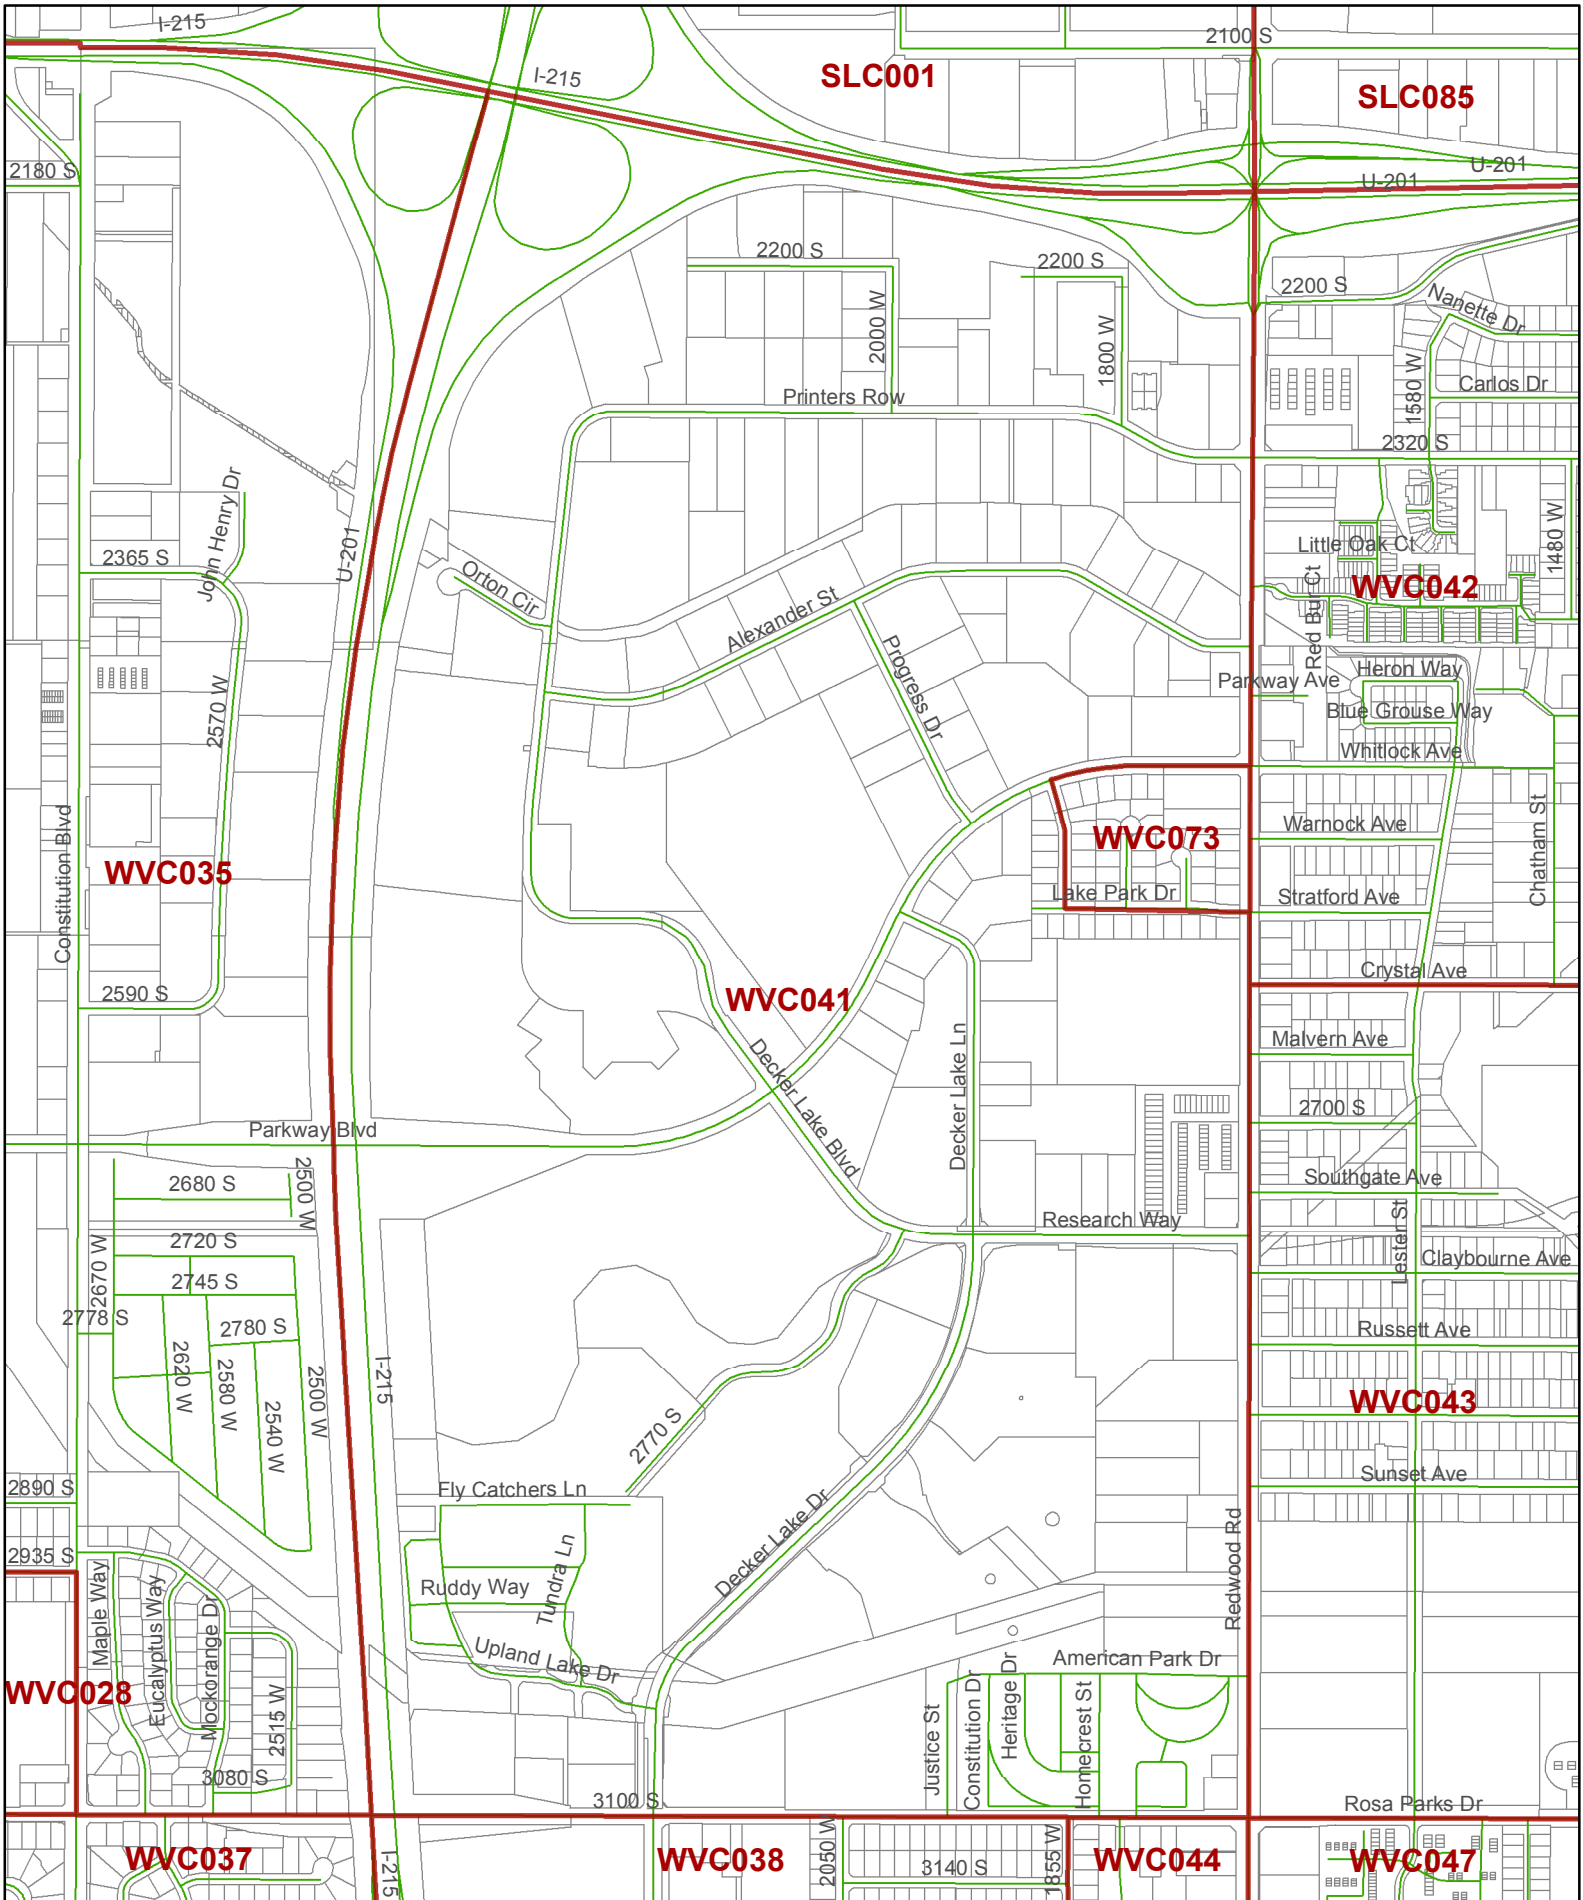 I-215
2100 S
I-215
SLC001
SLC085
2180 S
U-201
U-201
2200 S
2200 S
2200 S
Nanette Dr
2000 W
1800 W
1580 W
Carlos Dr
Printers Row
2320 S
John Henry Dr
U-201
2365 S
Orton Cir
Little Oak Ct
1480 W
Red Bur Ct
WVC042
Alexander St
Progress Dr
Heron Way
Parkway Ave
2570 W
Blue Grouse Way
Whitlock Ave
Constitution Blvd
WVC035
WVC073
Warnock Ave
Chatham St
Lake Park Dr
Stratford Ave
Crystal Ave
2590 S
WVC041
Decker Lake Ln
Malvern Ave
Decker Lake Blvd
2700 S
Parkway Blvd
Southgate Ave
2680 S
2500 W
Research Way
Lester St
2720 S
2670 W
Claybourne Ave
2745 S
2778 S
2780 S
Russett Ave
2620 W
2580 W
2500 W
I-215
2540 W
WVC043
2770 S
2890 S
Fly Catchers Ln
Sunset Ave
Decker Lake Dr
Redwood Rd
2935 S
Tundra Ln
Maple Way
Eucalyptus Way
Mockorange Dr
Ruddy Way
Upland Lake Dr
American Park Dr
WVC028
2515 W
Justice St
Constitution Dr
Heritage Dr
Homecrest St
3080 S
3100 S
Rosa Parks Dr
WVC037
I-215
WVC038
2050 W
3140 S
1855 W
WVC044
WVC047